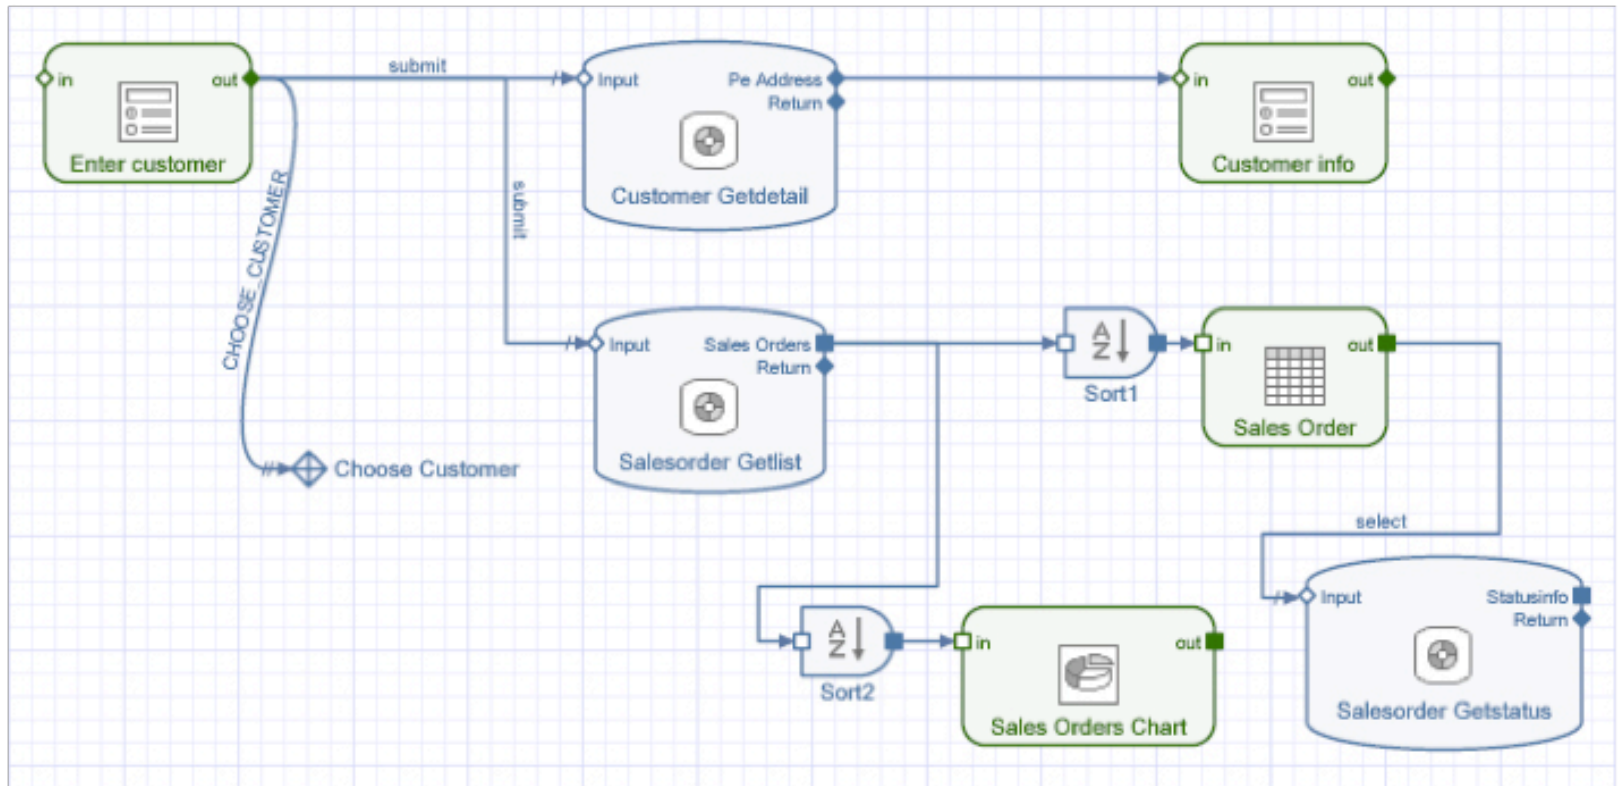 in
out
Enter customer
submit
Input
Pe Address
Return
Customer Getdetail
in
out
Customer info
CHOOSE_CUSTOMER
submit
Input
Sales Orders
Return
Salesorder Getlist
A
Z
Sort1
in
out
Sales Order
Choose Customer
select
Input
Statusinfo
Return
Salesorder Getstatus
A
Z
Sort2
in
out
Sales Orders Chart